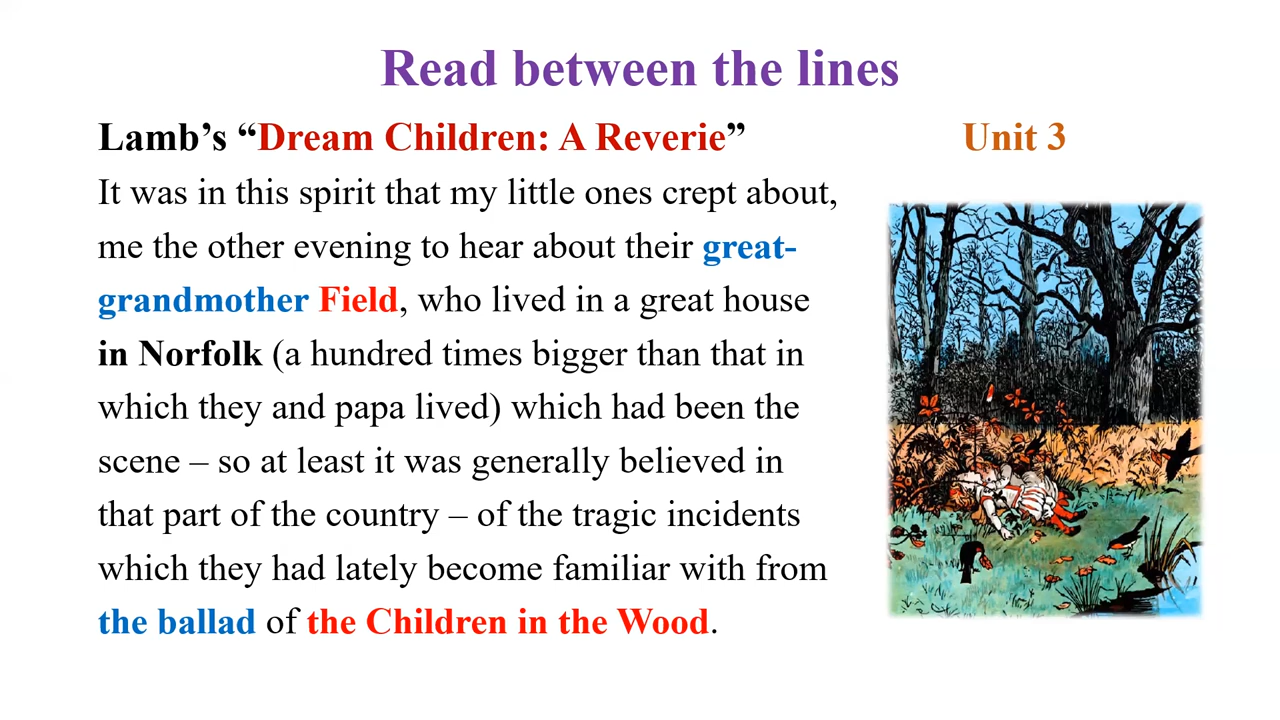 Read between the lines
Lamb’s “Dream Children: A Reverie”
Unit 3
It was in this spirit that my little ones crept about,
me the other evening to hear about their great-
grandmother Field, who lived in a great house
in Norfolk (a hundred times bigger than that in
which they and papa lived) which had been the
scene – so at least it was generally believed in
that part of the country – of the tragic incidents
which they had lately become familiar with from
the ballad of the Children in the Wood.